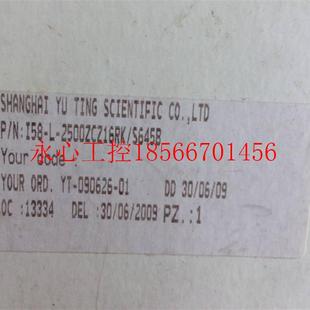 SHANGHAI YU TING SCIENTIFIC CO.,LTD
P/N:I58-L-2500ZCZ16RK/S645B
Your code :
永心工控18566701456
YOUR ORD. YT-090626-01 DD 30/06/09
OC :13334 DEL :30/06/2009 PZ.:1